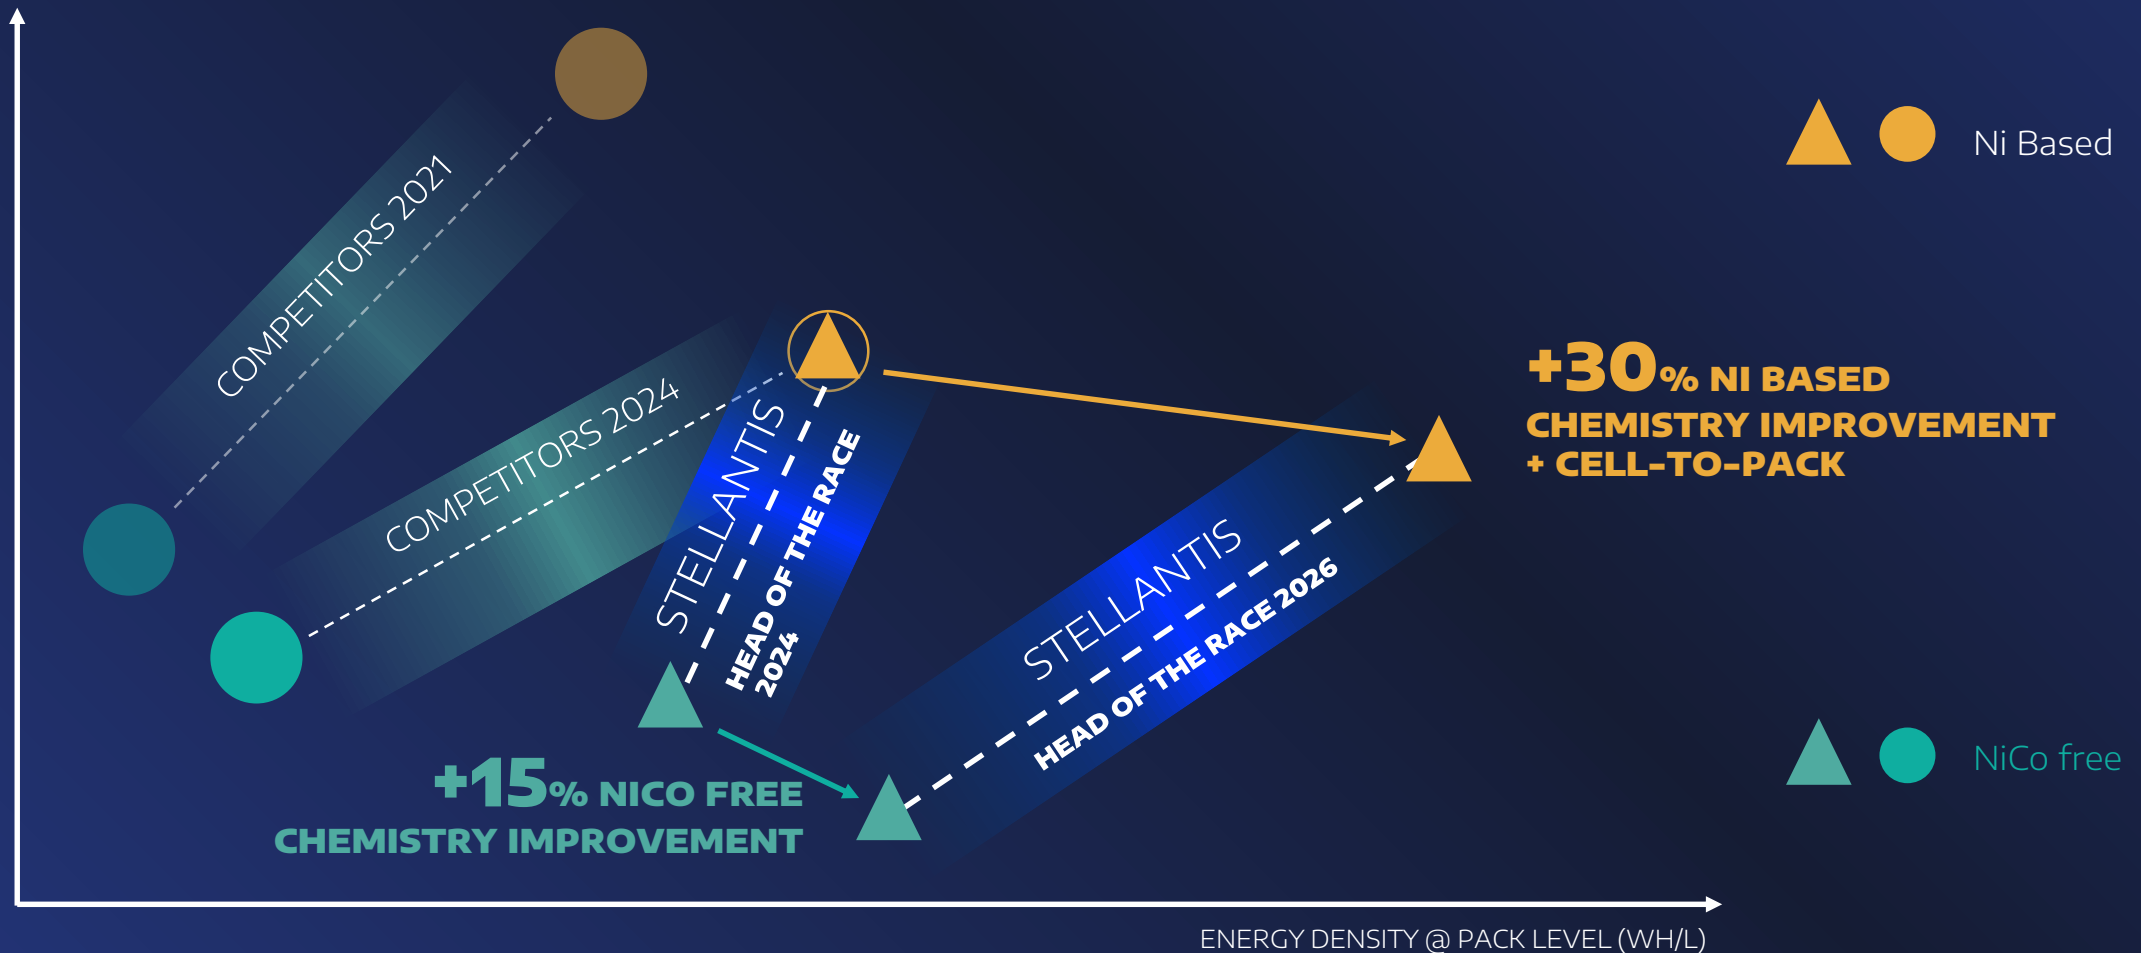 COMPETITORS 2021
Ni Based
COMPETITORS 2024
STELLANTIS
HEAD OF THE RACE
2024
+30% NI BASED
CHEMISTRY IMPROVEMENT
+ CELL-TO-PACK
STELLANTIS
HEAD OF THE RACE 2026
+15% NICO FREE
CHEMISTRY IMPROVEMENT
NiCo free
ENERGY DENSITY @ PACK LEVEL (WH/L)